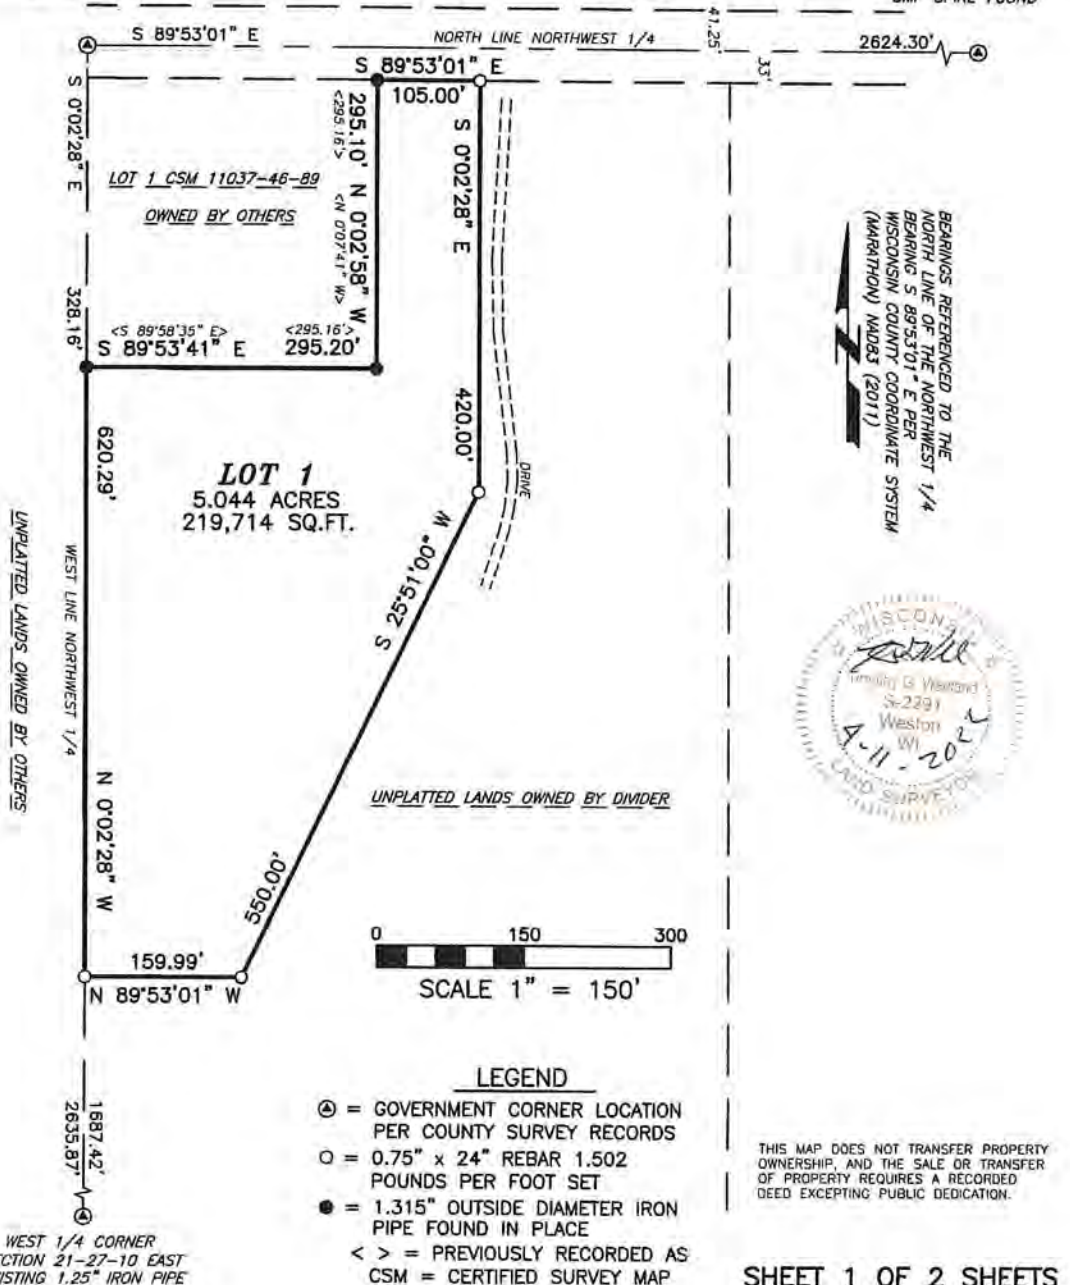 S 89°53'01" E
NORTH LINE NORTHWEST 1/4
41.25'
2624.30'
33'
S 89°53'01" E
105.00'
S 0°02'28" E
328.16'
LOT 1 CSM 11037-46-89
OWNED BY OTHERS
295.10' N 0°02'58" W
<295.16'> <N 0°07'41" W>
S 0°02'28" E
420.00'
<S 89°58'35" E> <295.16'>
S 89°53'41" E 295.20'
LOT 1
5.044 ACRES
219,714 SQ.FT.
DRIVE
620.29'
N 0°02'28" W
WEST LINE NORTHWEST 1/4
UNPLATTED LANDS OWNED BY OTHERS
S 25°51'00" W
550.00'
UNPLATTED LANDS OWNED BY DIVIDER
159.99'
N 89°53'01" W
BEARINGS REFERENCED TO THE
NORTH LINE OF THE NORTHWEST 1/4
BEARING S 89°53'01" E PER
WISCONSIN COUNTY COORDINATE SYSTEM
(MARATHON) NAD83 (2011)
N
WISCONSIN
S-2291
Weston
WI
4-11-2022
LAND SURVEYOR
0 150 300
SCALE 1" = 150'
1687.42'
2635.87'
LEGEND
= GOVERNMENT CORNER LOCATION
PER COUNTY SURVEY RECORDS
O = 0.75" x 24" REBAR 1.502
POUNDS PER FOOT SET
● = 1.315" OUTSIDE DIAMETER IRON
PIPE FOUND IN PLACE
< > = PREVIOUSLY RECORDED AS
CSM = CERTIFIED SURVEY MAP
THIS MAP DOES NOT TRANSFER PROPERTY
OWNERSHIP, AND THE SALE OR TRANSFER
OF PROPERTY REQUIRES A RECORDED
DEED EXCEPTING PUBLIC DEDICATION.
WEST 1/4 CORNER
ECTION 21-27-10 EAST
ISTING 1.25" IRON PIPE
SHEET 1 OF 2 SHEETS